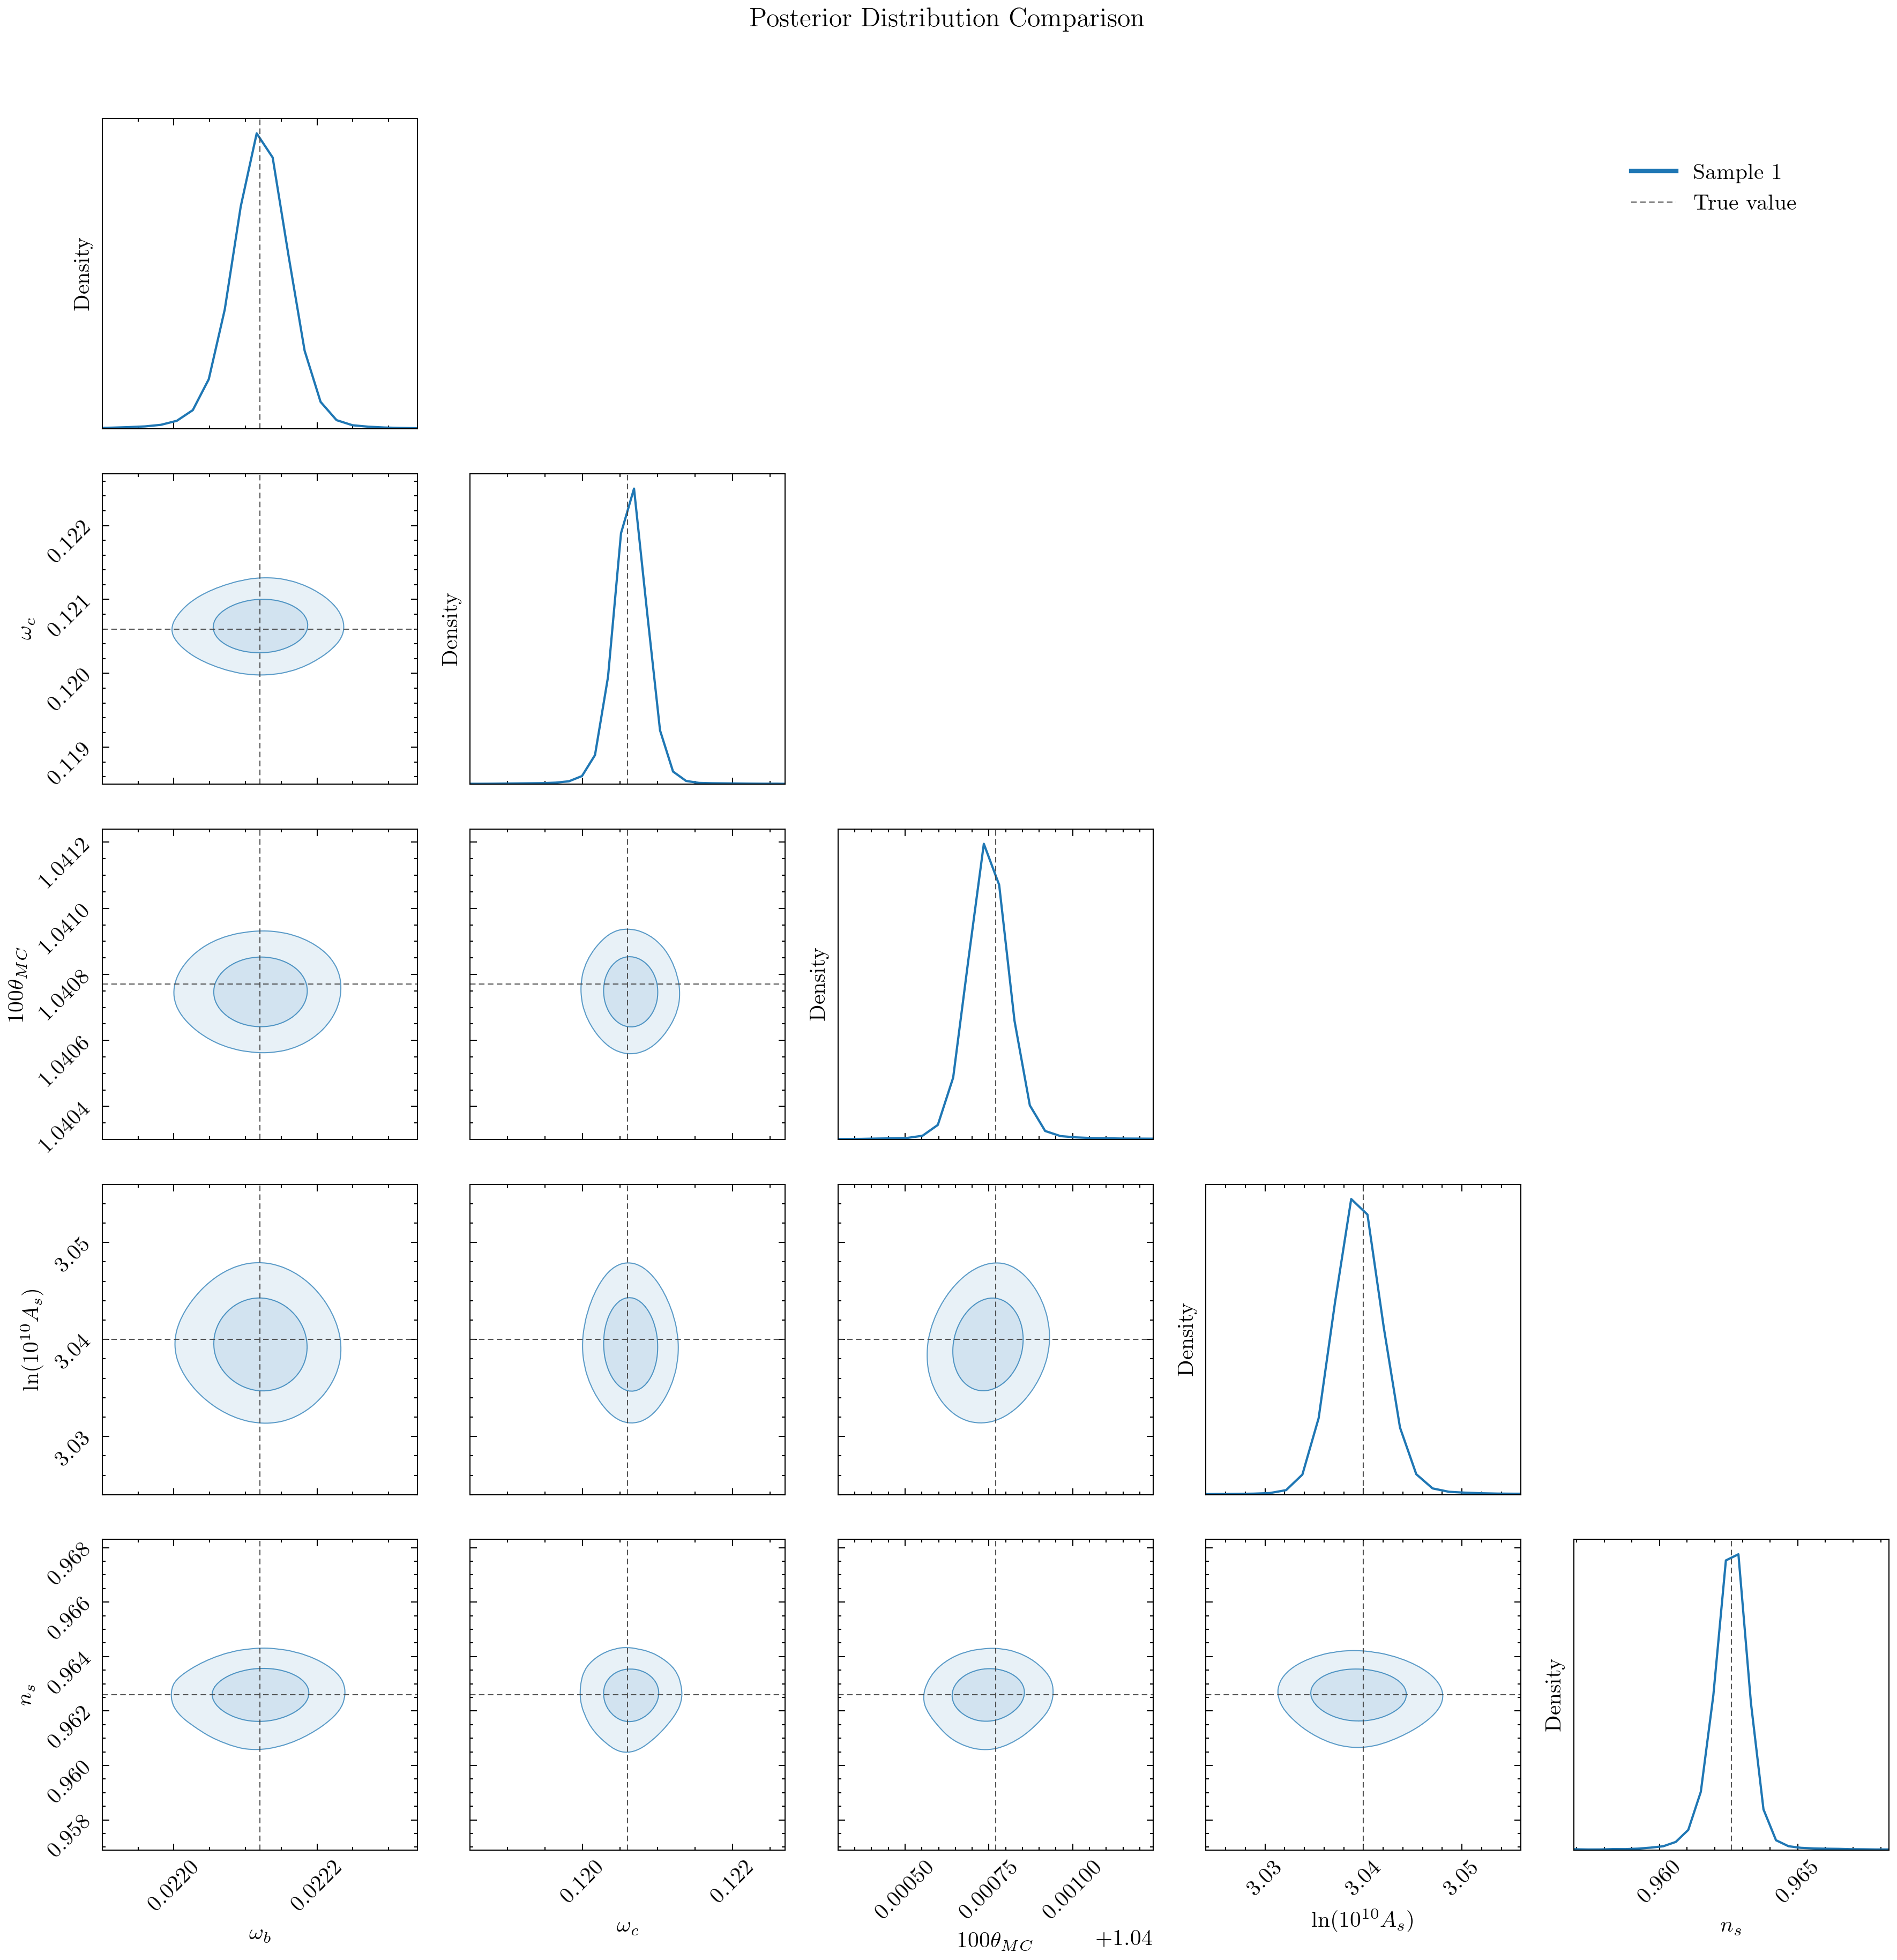 Posterior Distribution Comparison
Sample 1
True value
Density
0.122
0.121
0.120
0.119
ω_c
Density
1.0412
1.0410
1.0408
1.0406
1.0404
100θ_{MC}
Density
3.05
3.04
3.03
ln(10^{10}A_s)
Density
0.968
0.966
0.964
0.962
0.960
0.958
n_s
Density
0.0220 0.0222
0.120 0.122
0.00050 0.00075 0.00100
3.03 3.04 3.05
0.960 0.965
ω_b
ω_c
100θ_{MC}
+1.04
ln(10^{10}A_s)
n_s